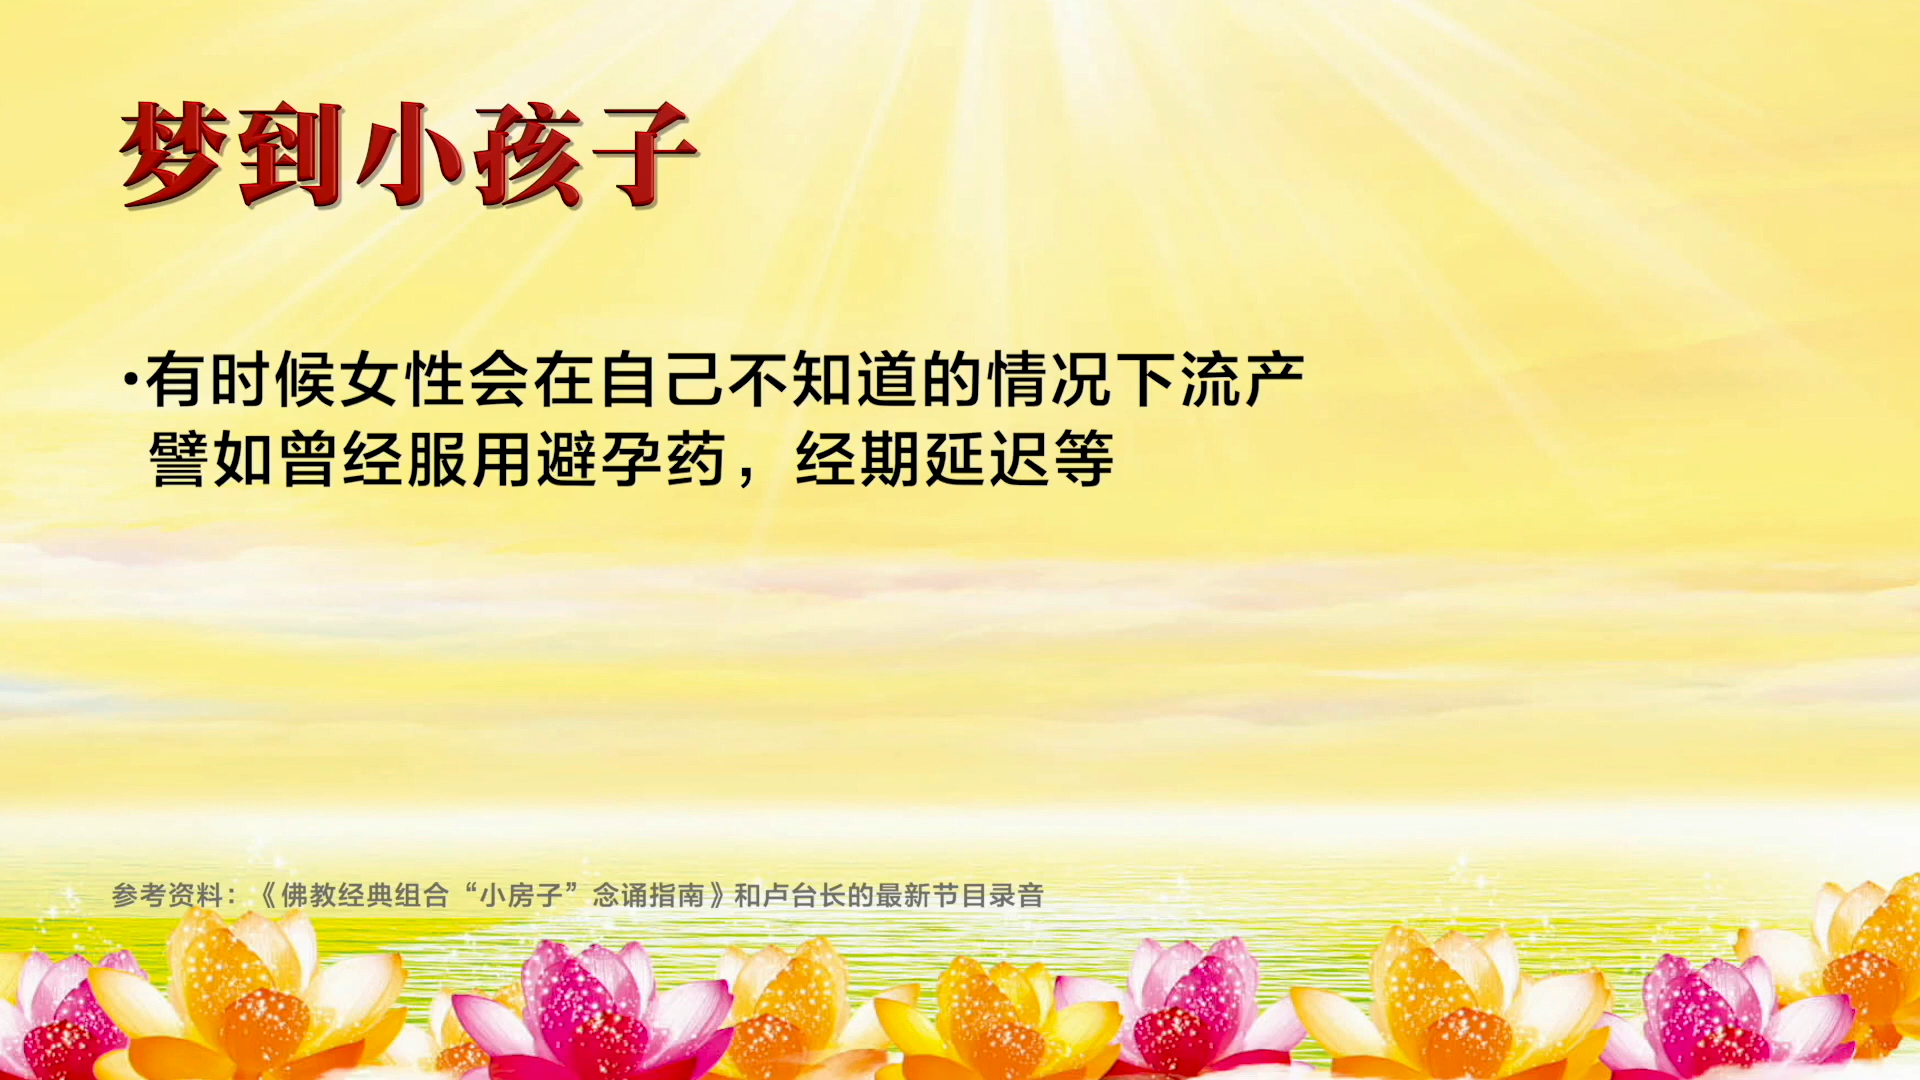 梦到小孩子
•有时候女性会在自己不知道的情况下流产
譬如曾经服用避孕药，经期延迟等
参考资料：《佛教经典组合“小房子”念诵指南》和卢台长的最新节目录音